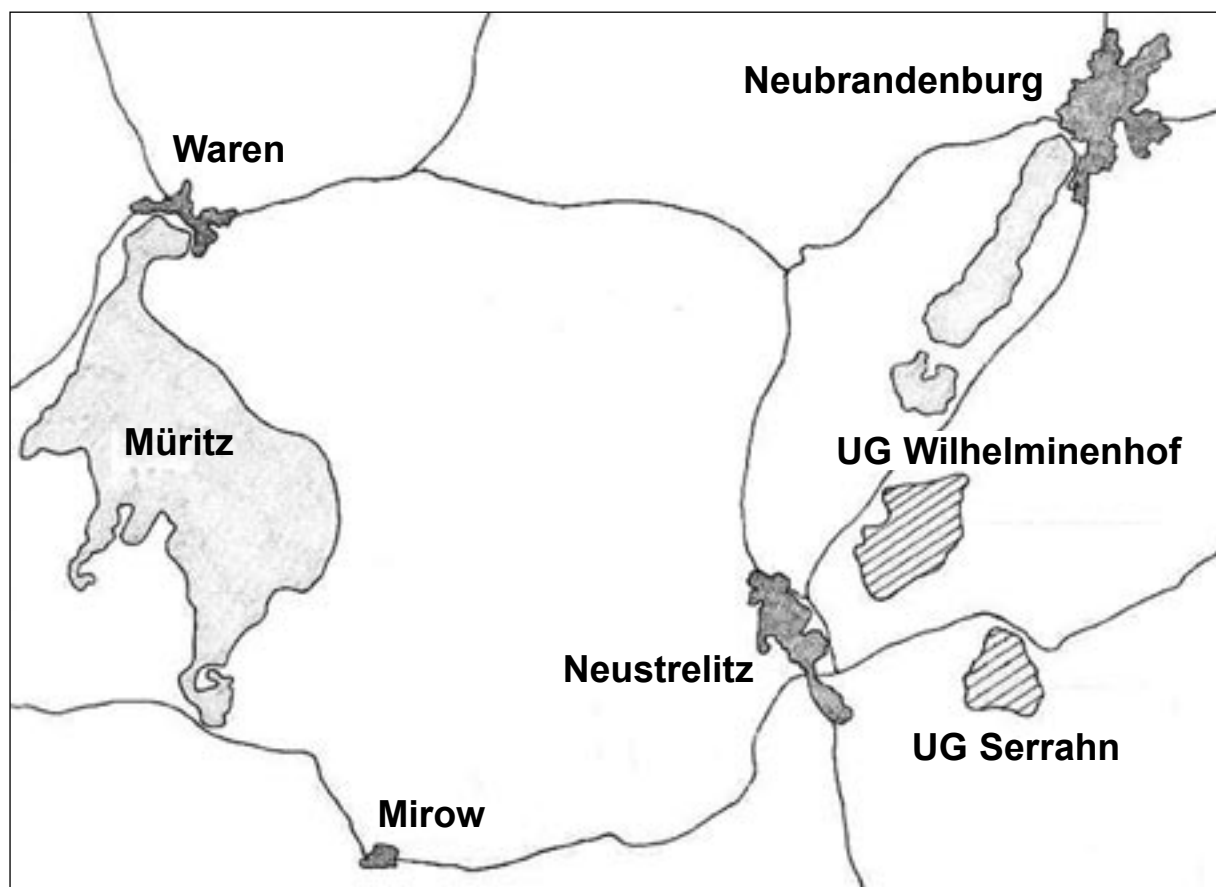 Neubrandenburg
Waren
Müritz
UG Wilhelminenhof
Neustrelitz
UG Serrahn
Mirow